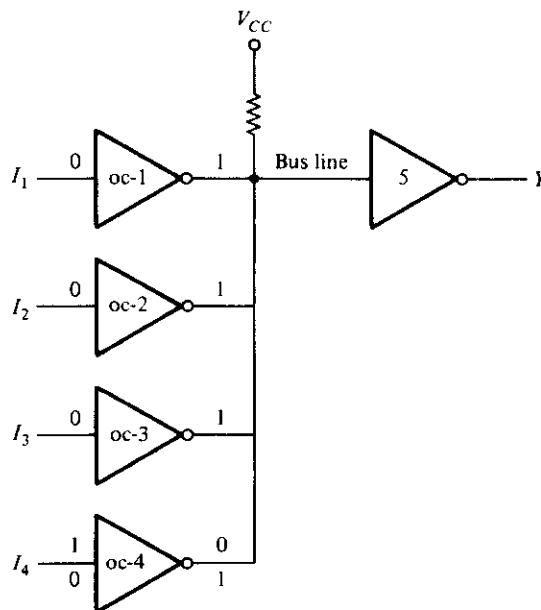 V_CC
I_1 0 oc-1 1 Bus line 5
I_2 0 oc-2 1
I_3 0 oc-3 1
I_4 1 0 oc-4 0 1